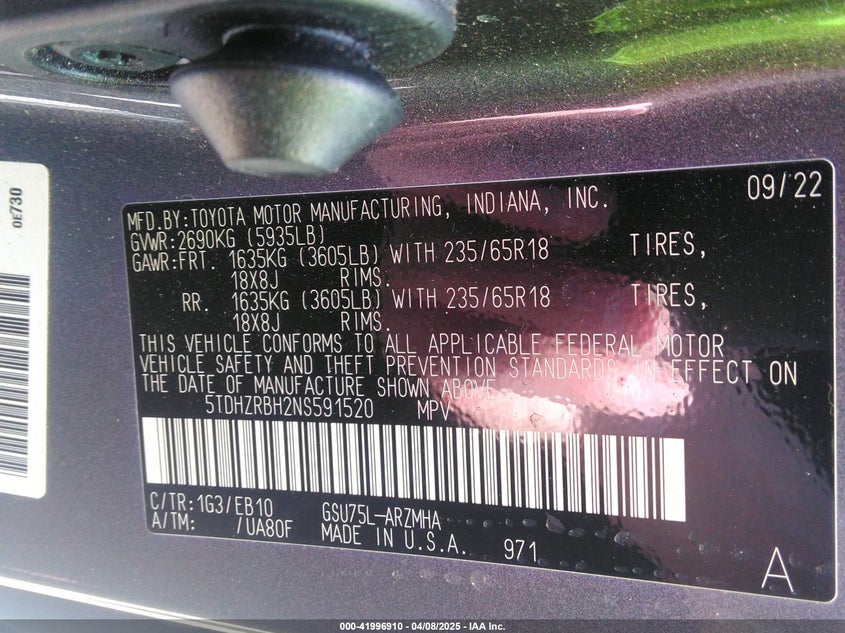 0E730
09/22
MFD.BY:TOYOTA MOTOR MANUFACTURING, INDIANA, INC.
GVWR:2690KG (5935LB)
GAWR:FRT. 1635KG (3605LB) WITH 235/65R18 TIRES,
18X8J RIMS.
RR. 1635KG (3605LB) WITH 235/65R18 TIRES,
18X8J RIMS.
THIS VEHICLE CONFORMS TO ALL APPLICABLE FEDERAL MOTOR
VEHICLE SAFETY AND THEFT PREVENTION STANDARDS IN EFFECT ON
THE DATE OF MANUFACTURE SHOWN ABOVE.
5TDHZRBH2NS591520 MPV
C/TR: 1G3/EB10 GSU75L-ARZMHA
A/TM: /UA80F MADE IN U.S.A. 971
A
000-41996910 - 04/08/2025 - IAA Inc.